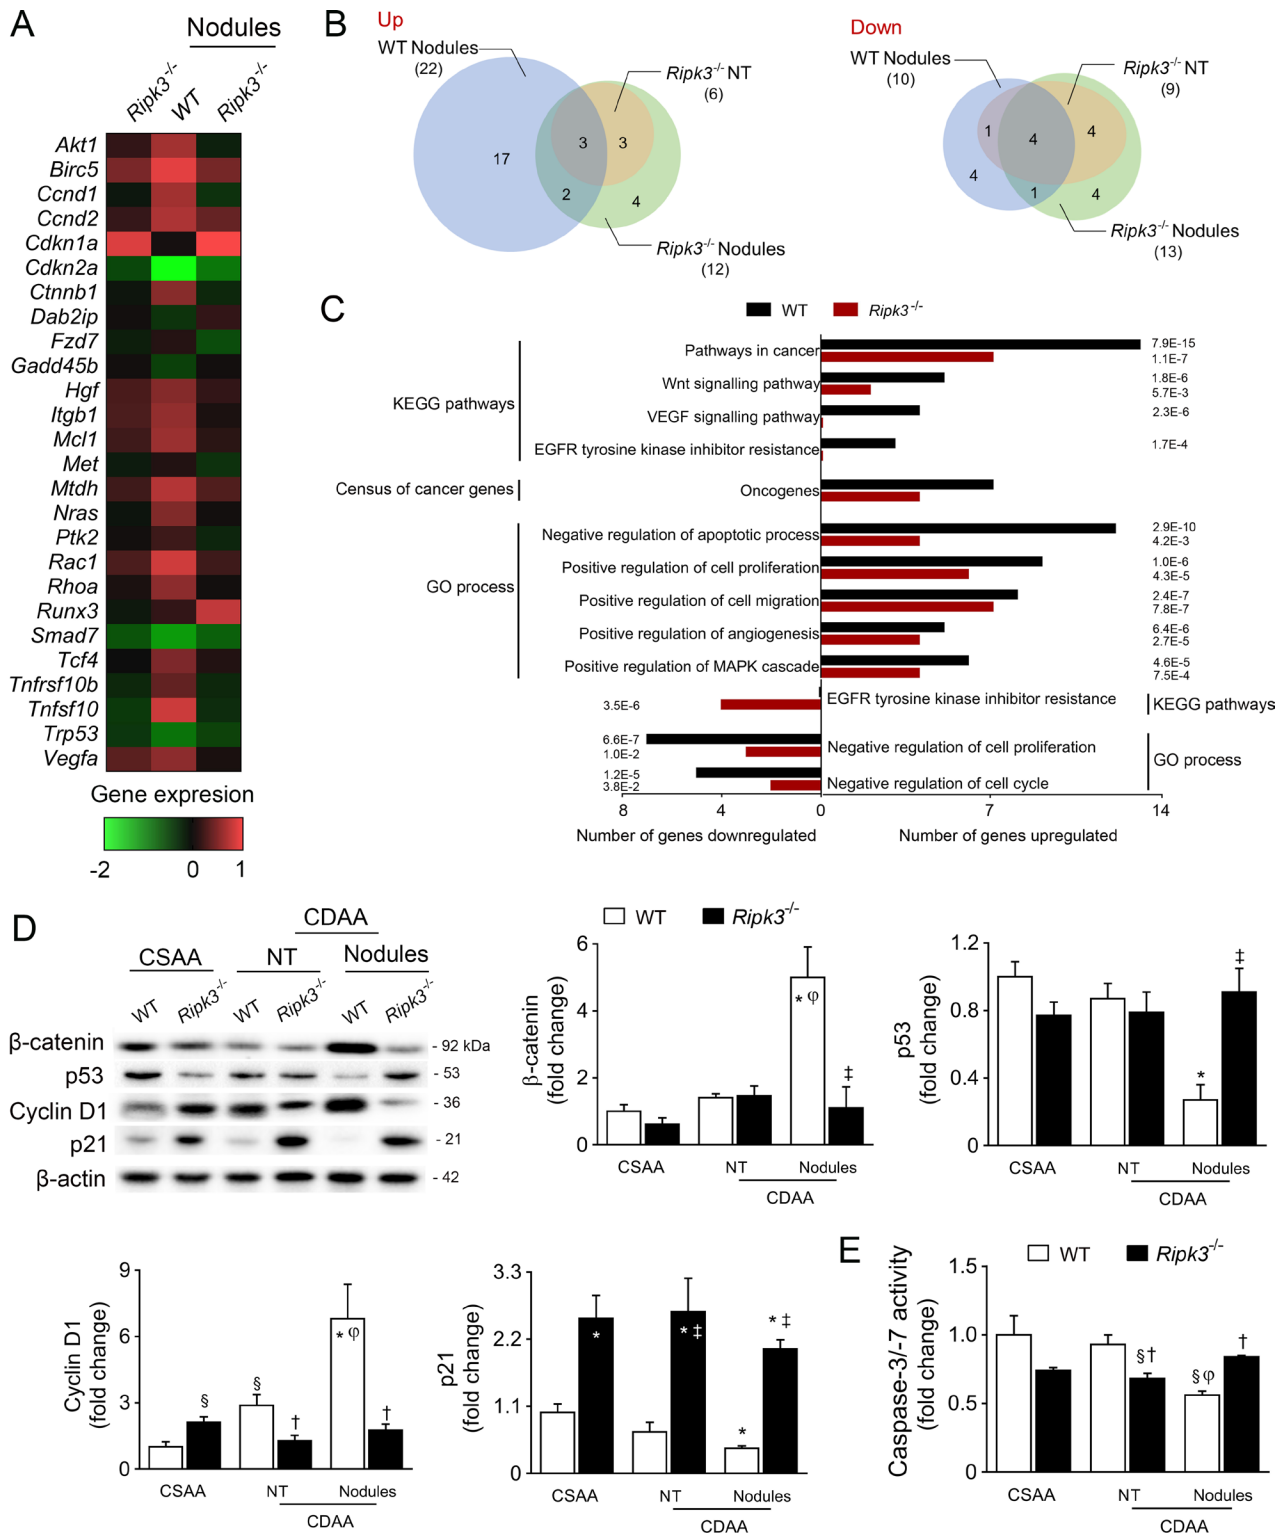 A
Nodules
Ripk3-/-
WT
Ripk3-/-
Akt1
Birc5
Ccnd1
Ccnd2
Cdkn1a
Cdkn2a
Ctnnb1
Dab2ip
Fzd7
Gadd45b
Hgf
Itgb1
Mcl1
Met
Mtdh
Nras
Ptk2
Rac1
Rhoa
Runx3
Smad7
Tcf4
Tnfrsf10b
Tnfsf10
Trp53
Vegfa
Gene expresion
-2 0 1
B
Up
WT Nodules
(22)
Ripk3-/- NT
(6)
17
3
3
2
4
Ripk3-/- Nodules
(12)
Down
WT Nodules
(10)
Ripk3-/- NT
(9)
1
4
4
4
1
4
Ripk3-/- Nodules
(13)
C
WT Ripk3-/-
KEGG pathways
Pathways in cancer
7.9E-15
1.1E-7
Wnt signalling pathway
1.8E-6
5.7E-3
VEGF signalling pathway
2.3E-6
EGFR tyrosine kinase inhibitor resistance
1.7E-4
Census of cancer genes
Oncogenes
GO process
Negative regulation of apoptotic process
2.9E-10
4.2E-3
Positive regulation of cell proliferation
1.0E-6
4.3E-5
Positive regulation of cell migration
2.4E-7
7.8E-7
Positive regulation of angiogenesis
6.4E-6
2.7E-5
Positive regulation of MAPK cascade
4.6E-5
7.5E-4
3.5E-6
EGFR tyrosine kinase inhibitor resistance
KEGG pathways
6.6E-7
1.0E-2
Negative regulation of cell proliferation
GO process
1.2E-5
3.8E-2
Negative regulation of cell cycle
8 4 0 7 14
Number of genes downregulated
Number of genes upregulated
D
CDAA
CSAA NT Nodules
WT Ripk3-/- WT Ripk3-/- WT Ripk3-/-
β-catenin - 92 kDa
p53 - 53
Cyclin D1 - 36
p21 - 21
β-actin - 42
WT Ripk3-/-
β-catenin
(fold change)
6
4
2
0
* φ
‡
CSAA NT Nodules
CDAA
p53
(fold change)
1.2
0.8
0.4
0
*
‡
CSAA NT Nodules
CDAA
Cyclin D1
(fold change)
9
6
3
0
§
§
†
* φ
†
CSAA NT Nodules
CDAA
p21
(fold change)
3.3
2.2
1.1
0
*
* ‡
*
* ‡
CSAA NT Nodules
CDAA
E
WT Ripk3-/-
Caspase-3/-7 activity
(fold change)
1.5
1.0
0.5
0
§ †
§ φ
†
CSAA NT Nodules
CDAA